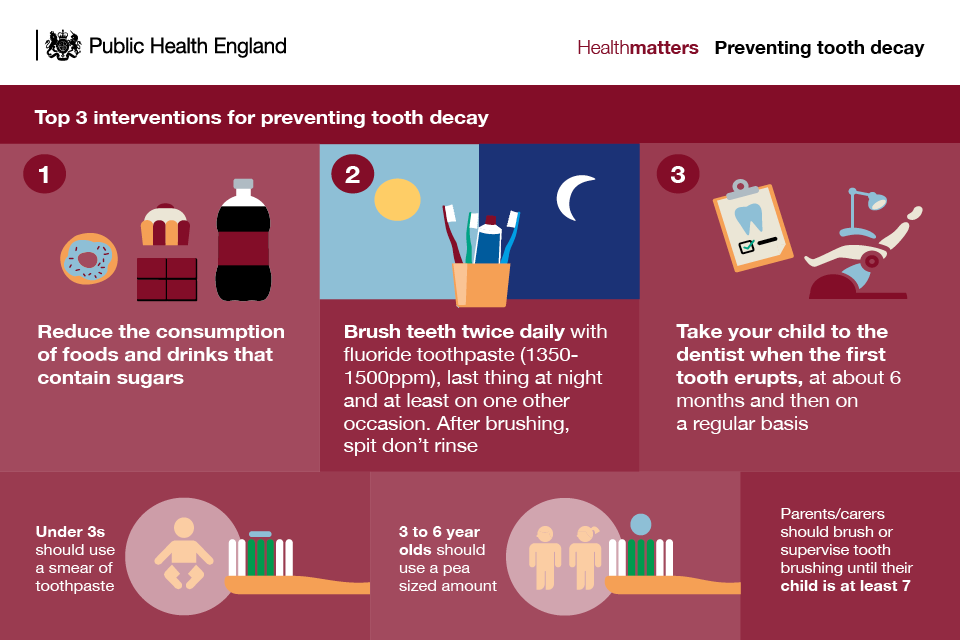 Public Health England
Healthmatters Preventing tooth decay
Top 3 interventions for preventing tooth decay
1
Reduce the consumption
of foods and drinks that
contain sugars
2
Brush teeth twice daily with
fluoride toothpaste (1350-
1500ppm), last thing at night
and at least on one other
occasion. After brushing,
spit don't rinse
3
Take your child to the
dentist when the first
tooth erupts, at about 6
months and then on
a regular basis
Under 3s
should use
a smear of
toothpaste
3 to 6 year
olds should
use a pea
sized amount
Parents/carers
should brush or
supervise tooth
brushing until their
child is at least 7